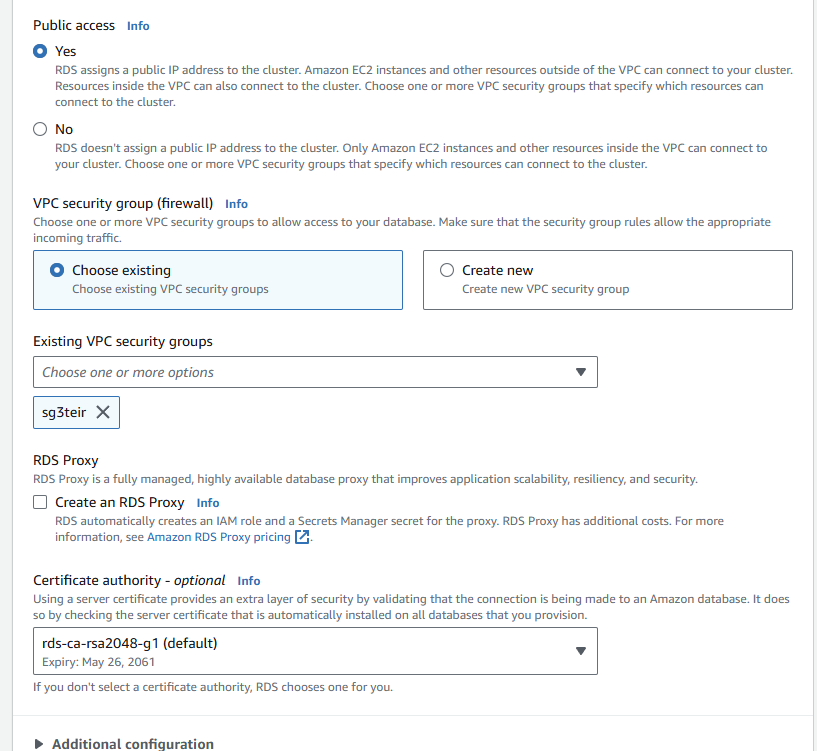 Public access Info
Yes
RDS assigns a public IP address to the cluster. Amazon EC2 instances and other resources outside of the VPC can connect to your cluster.
Resources inside the VPC can also connect to the cluster. Choose one or more VPC security groups that specify which resources can
connect to the cluster.
No
RDS doesn't assign a public IP address to the cluster. Only Amazon EC2 instances and other resources inside the VPC can connect to
your cluster. Choose one or more VPC security groups that specify which resources can connect to the cluster.
VPC security group (firewall) Info
Choose one or more VPC security groups to allow access to your database. Make sure that the security group rules allow the appropriate
incoming traffic.
Choose existing
Choose existing VPC security groups
Create new
Create new VPC security group
Existing VPC security groups
Choose one or more options
sg3teir
RDS Proxy
RDS Proxy is a fully managed, highly available database proxy that improves application scalability, resiliency, and security.
Create an RDS Proxy Info
RDS automatically creates an IAM role and a Secrets Manager secret for the proxy. RDS Proxy has additional costs. For more
information, see Amazon RDS Proxy pricing.
Certificate authority - optional Info
Using a server certificate provides an extra layer of security by validating that the connection is being made to an Amazon database. It does
so by checking the server certificate that is automatically installed on all databases that you provision.
rds-ca-rsa2048-g1 (default)
Expiry: May 26, 2061
If you don't select a certificate authority, RDS chooses one for you.
Additional configuration